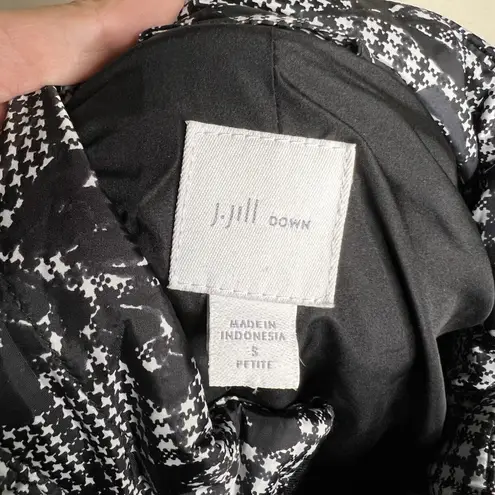 J.Jill DOWN
MADE IN
INDONESIA
S
PETITE